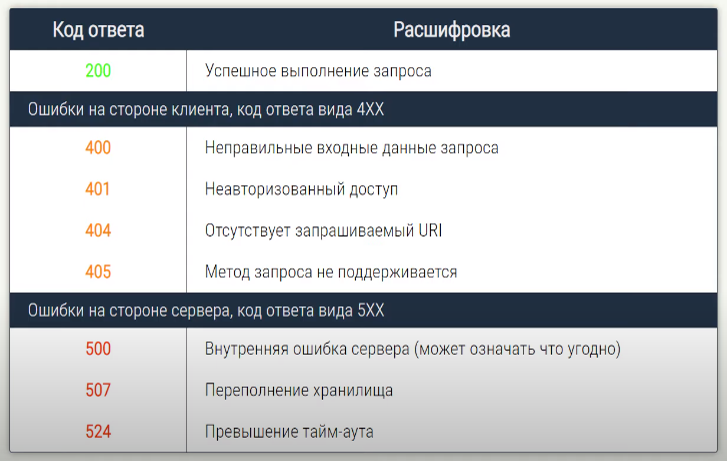 Код ответа Расшифровка
200 Успешное выполнение запроса
Ошибки на стороне клиента, код ответа вида 4XX
400 Неправильные входные данные запроса
401 Неавторизованный доступ
404 Отсутствует запрашиваемый URI
405 Метод запроса не поддерживается
Ошибки на стороне сервера, код ответа вида 5XX
500 Внутренняя ошибка сервера (может означать что угодно)
507 Переполнение хранилища
524 Превышение тайм-аута